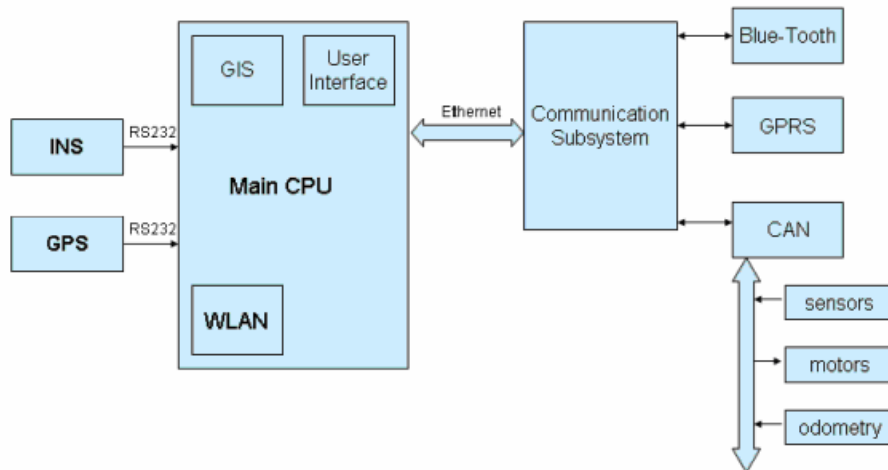 GIS
User
Interface
INS
RS232
GPS
RS232
Main CPU
WLAN
Ethernet
Communication
Subsystem
Blue-Tooth
GPRS
CAN
sensors
motors
odometry